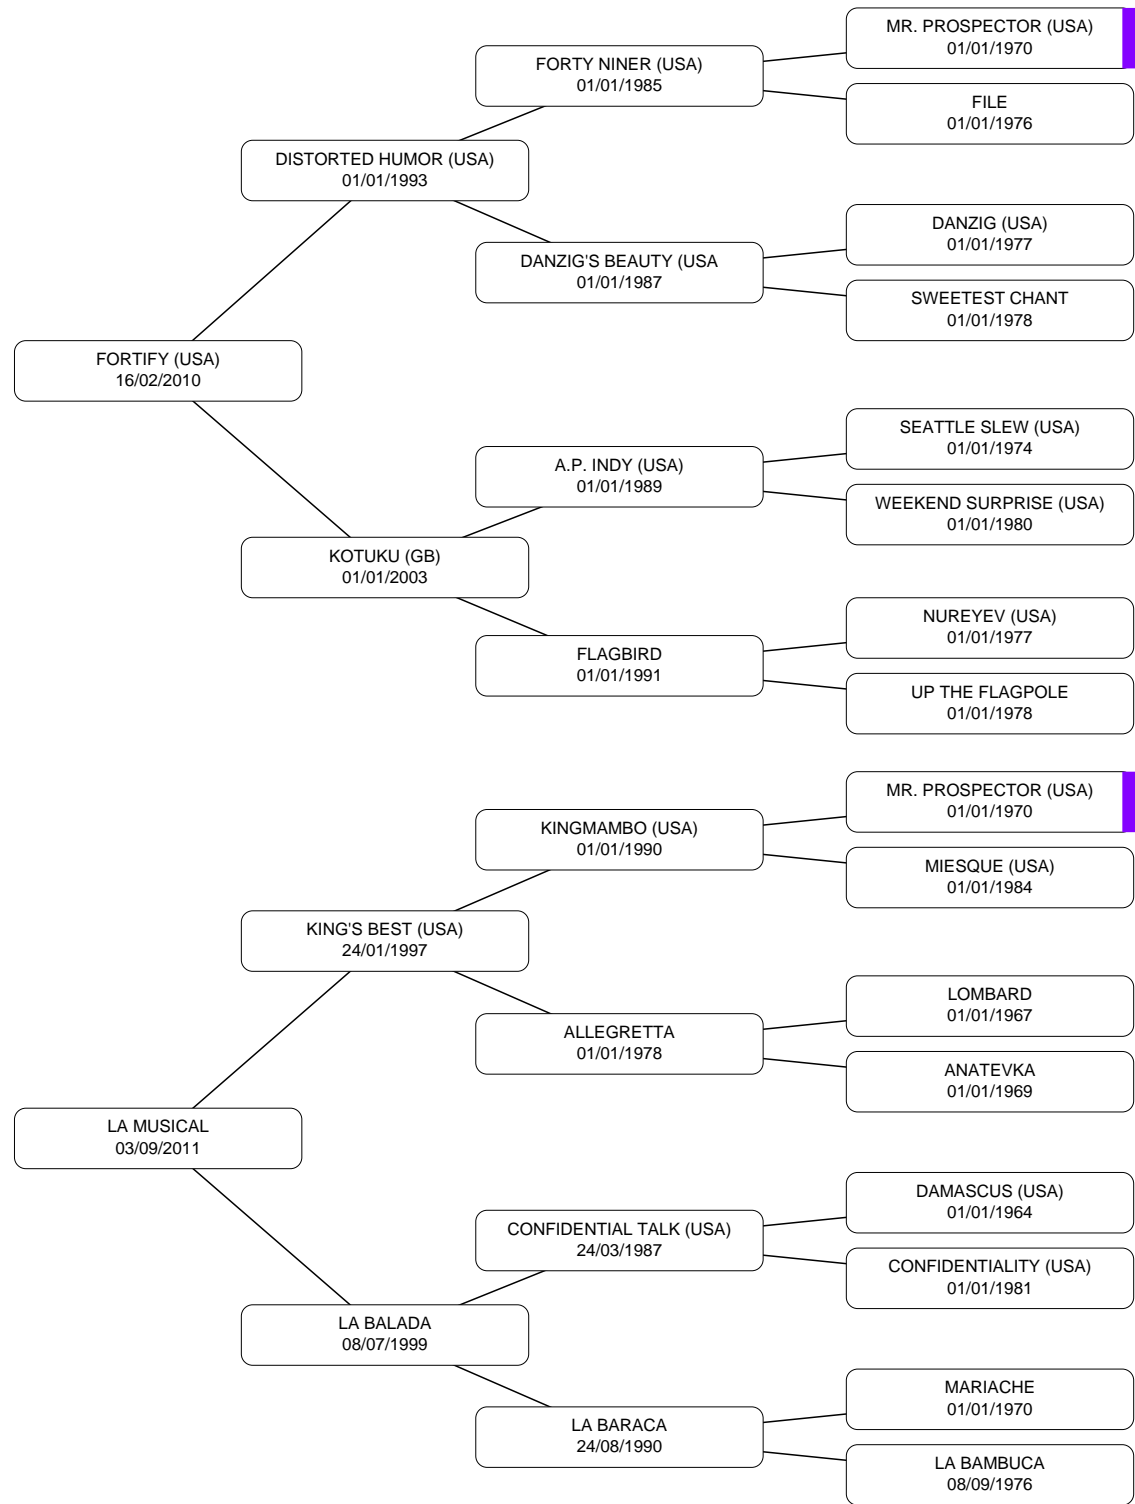 MR. PROSPECTOR (USA)
01/01/1970
FORTY NINER (USA)
01/01/1985
FILE
01/01/1976
DISTORTED HUMOR (USA)
01/01/1993
DANZIG (USA)
01/01/1977
DANZIG'S BEAUTY (USA
01/01/1987
SWEETEST CHANT
01/01/1978
FORTIFY (USA)
16/02/2010
SEATTLE SLEW (USA)
01/01/1974
A.P. INDY (USA)
01/01/1989
WEEKEND SURPRISE (USA)
01/01/1980
KOTUKU (GB)
01/01/2003
NUREYEV (USA)
01/01/1977
FLAGBIRD
01/01/1991
UP THE FLAGPOLE
01/01/1978
MR. PROSPECTOR (USA)
01/01/1970
KINGMAMBO (USA)
01/01/1990
MIESQUE (USA)
01/01/1984
KING'S BEST (USA)
24/01/1997
LOMBARD
01/01/1967
ALLEGRETTA
01/01/1978
ANATEVKA
01/01/1969
LA MUSICAL
03/09/2011
DAMASCUS (USA)
01/01/1964
CONFIDENTIAL TALK (USA)
24/03/1987
CONFIDENTIALITY (USA)
01/01/1981
LA BALADA
08/07/1999
MARIACHE
01/01/1970
LA BARACA
24/08/1990
LA BAMBUCA
08/09/1976